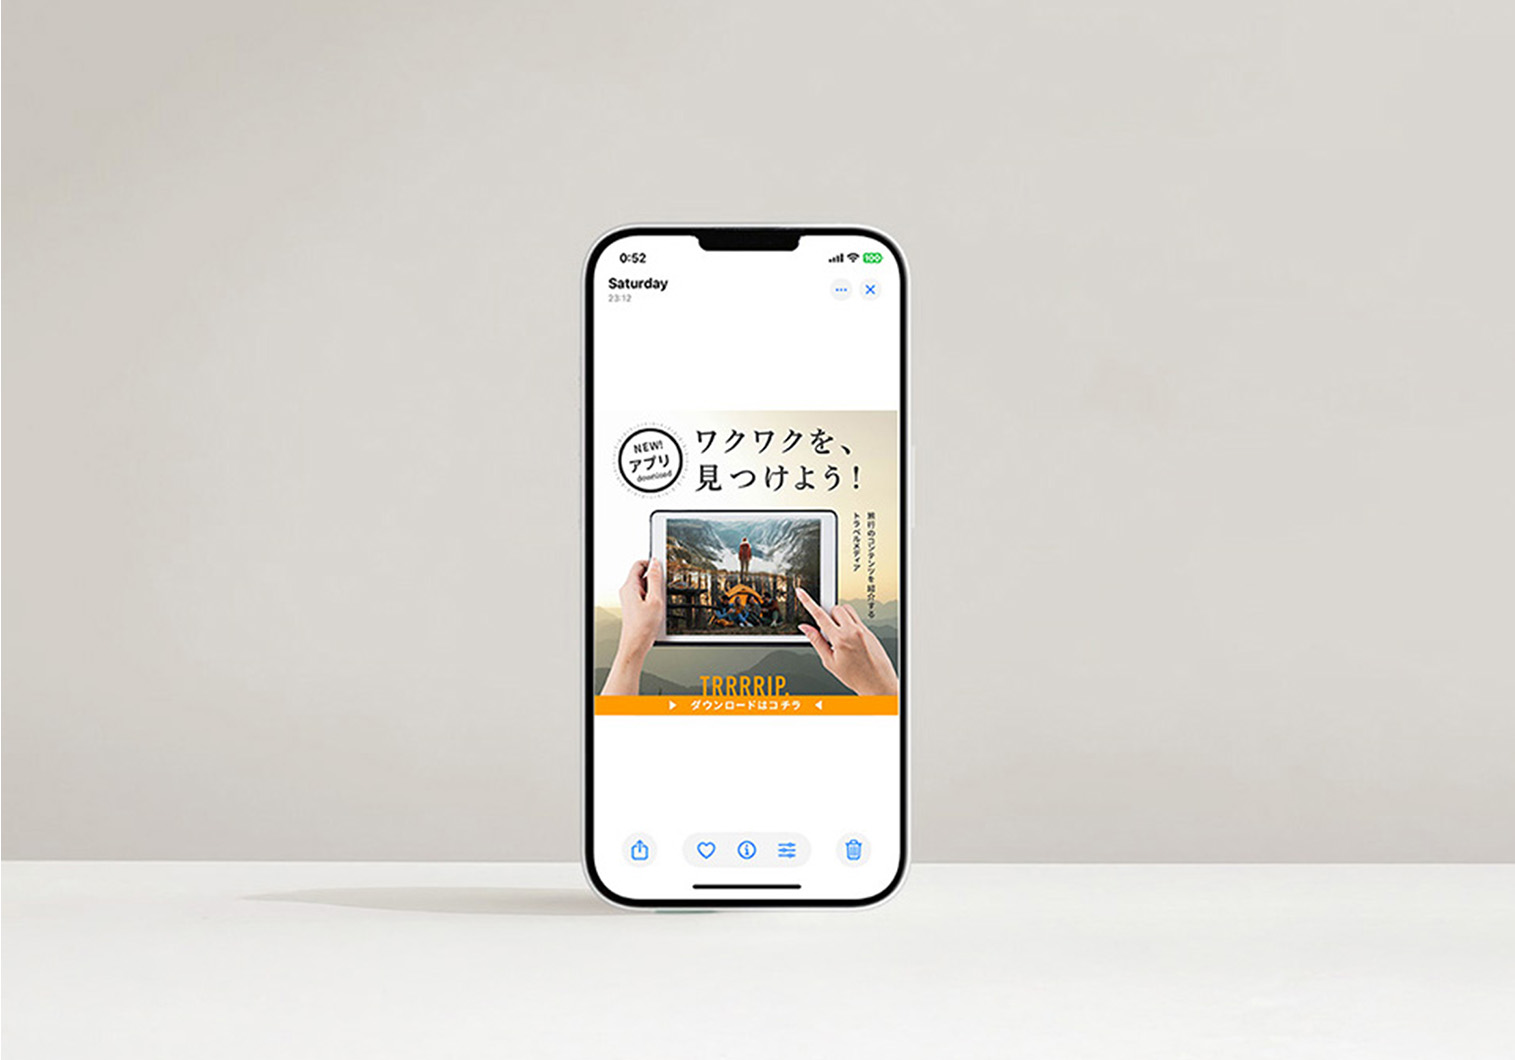 0:52
100
Saturday
23:12
NEW!
アプリ
download
ワクワクを、
見つけよう!
旅行のコンテンツを紹介する
トラベルメディア
TRRRRIP.
ダウンロードはコチラ